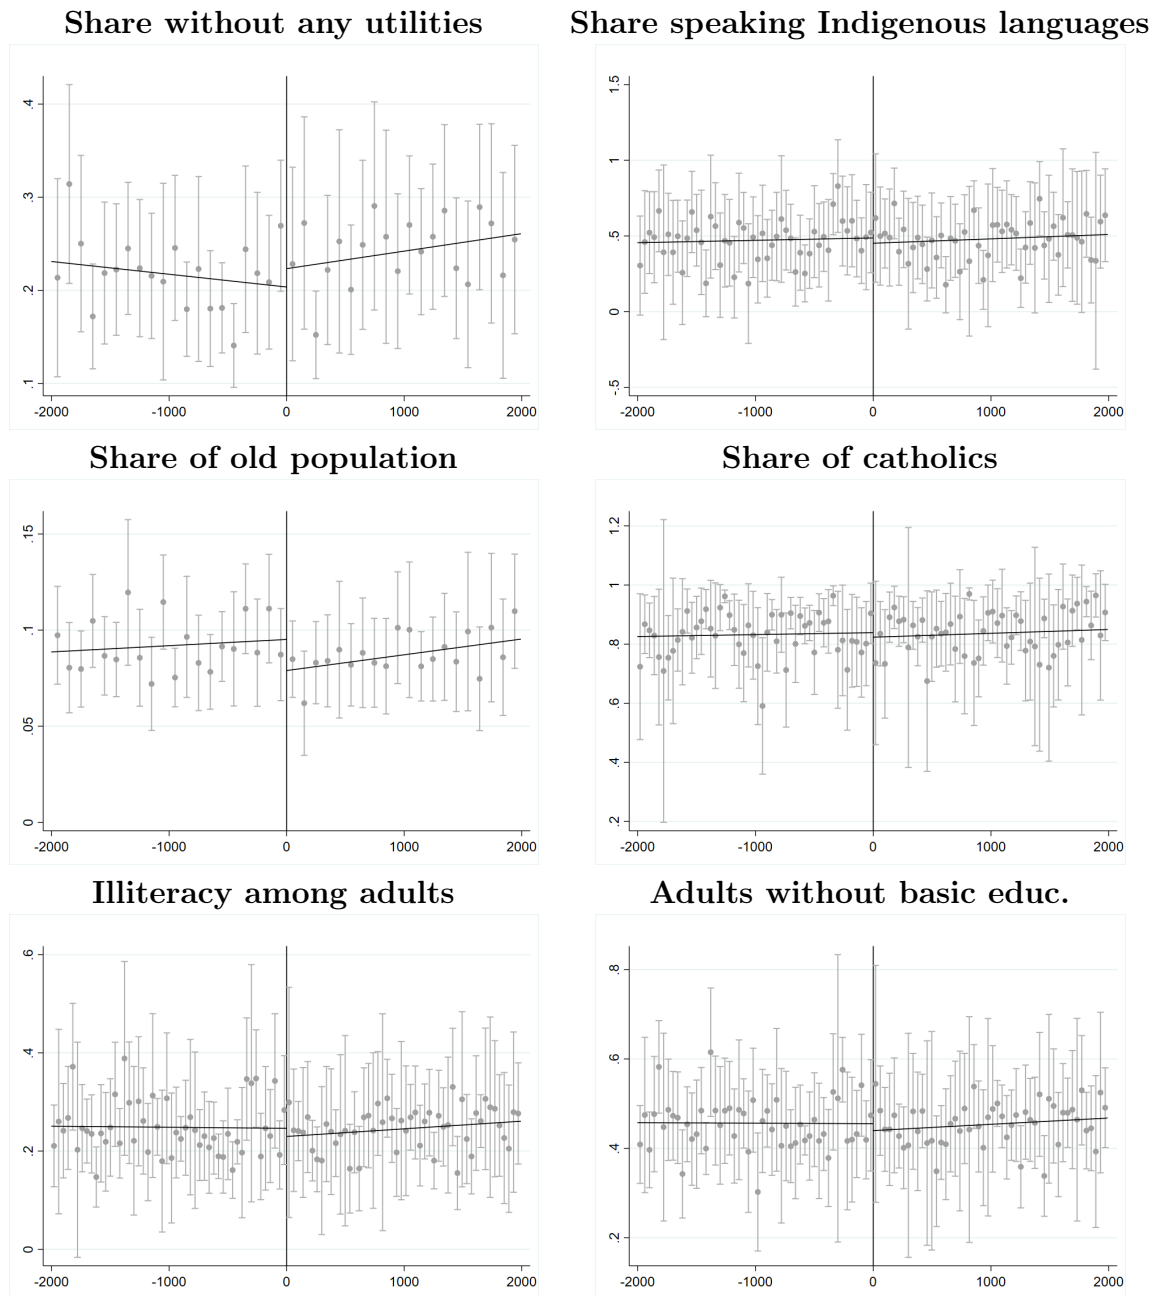 Share without any utilities
Share speaking Indigenous languages
.4
.3
.2
.1
-2000 -1000 0 1000 2000
1.5
1
.5
0
-.5
-2000 -1000 0 1000 2000
Share of old population
Share of catholics
.15
.1
.05
0
-2000 -1000 0 1000 2000
1.2
1
.8
.6
.4
.2
-2000 -1000 0 1000 2000
Illiteracy among adults
Adults without basic educ.
.6
.4
.2
0
-2000 -1000 0 1000 2000
.8
.6
.4
.2
-2000 -1000 0 1000 2000